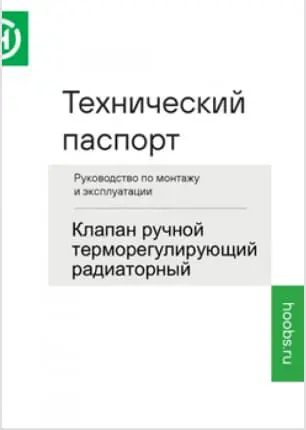 Технический
паспорт
Руководство по монтажу
и эксплуатации
Клапан ручной
терморегулирующий
радиаторный
hoobs.ru